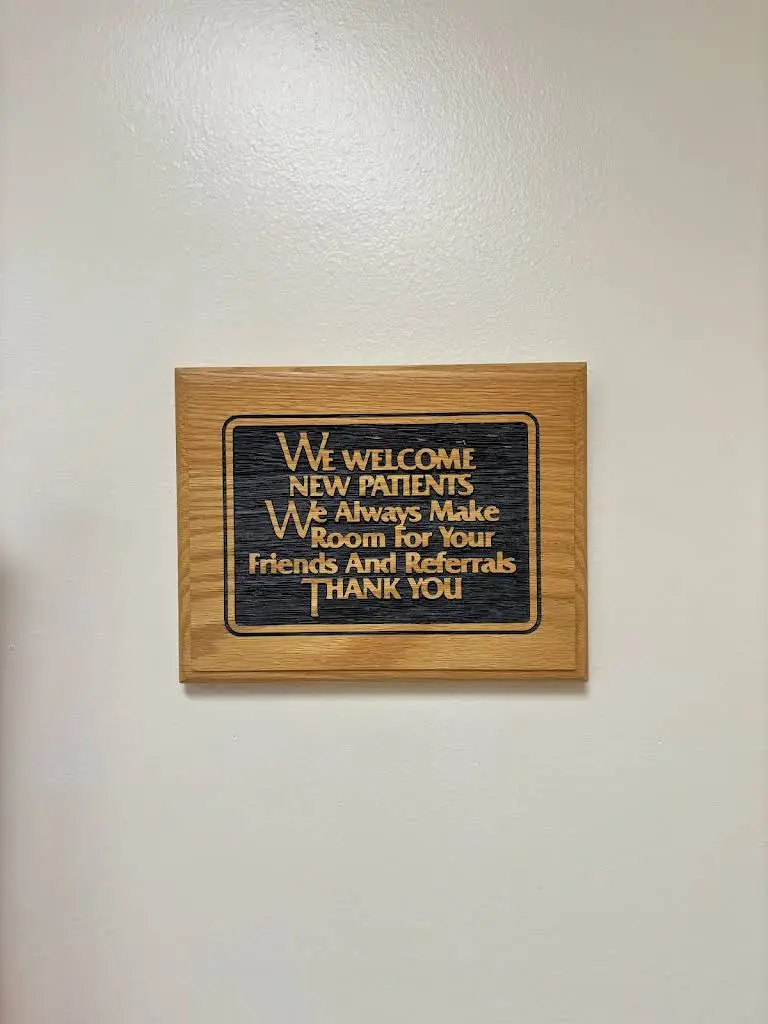 WE WELCOME
NEW PATIENTS
We Always Make
Room For Your
Friends And Referrals
THANK YOU